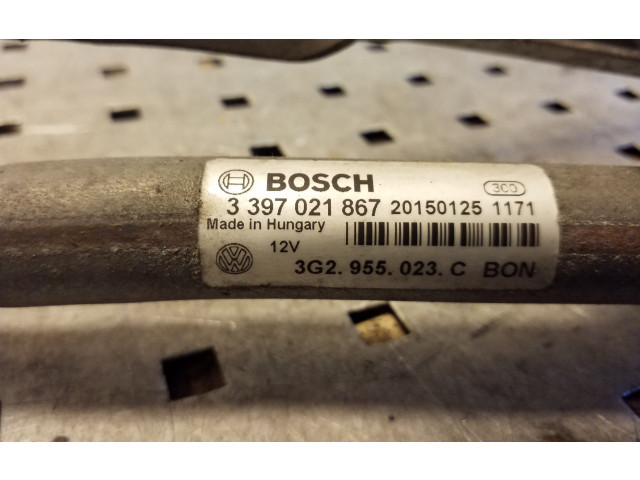 BOSCH 3C0
3 397 021 867 20150125 1171
Made in Hungary
12V
3G2. 955. 023. C BON